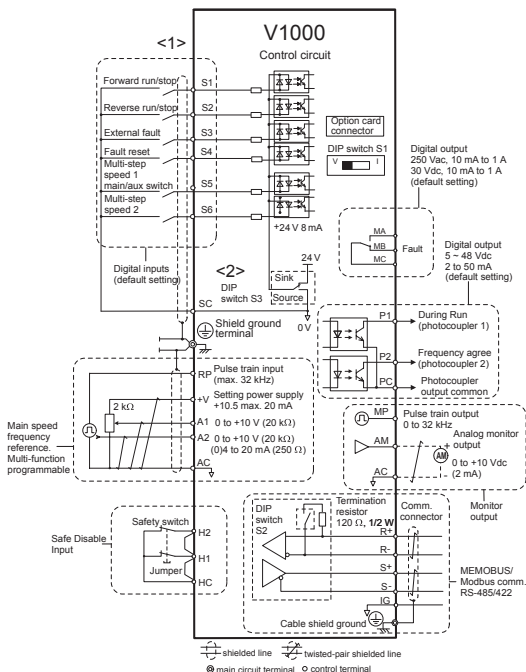 V1000
Control circuit
<1>
Forward run/stop
S1
Reverse run/stop
S2
External fault
S3
Fault reset
S4
Multi-step
speed 1
main/aux switch
S5
Multi-step
speed 2
S6
Digital inputs
(default setting)
Option card
connector
DIP switch S1
V
I
+24 V 8 mA
<2>
DIP
switch S3
24 V
Sink
Source
0 V
SC
Shield ground
terminal
Digital output
250 Vac, 10 mA to 1 A
30 Vdc, 10 mA to 1 A
(default setting)
MA
MB
MC
Fault
Digital output
5 ~ 48 Vdc
2 to 50 mA
(default setting)
P1
During Run
(photocoupler 1)
P2
Frequency agree
(photocoupler 2)
PC
Photocoupler
output common
RP
Pulse train input
(max. 32 kHz)
+V
Setting power supply
+10.5 max. 20 mA
2 kΩ
A1
0 to +10 V (20 kΩ)
A2
0 to +10 V (20 kΩ)
(0)4 to 20 mA (250 Ω)
AC
Main speed
frequency
reference.
Multi-function
programmable
MP
Pulse train output
0 to 32 kHz
AM
Analog monitor
output
AM
0 to +10 Vdc
(2 mA)
AC
Monitor
output
Safe Disable
Input
Safety switch
Jumper
H2
H1
HC
DIP
switch
S2
Termination
resistor
120 Ω, 1/2 W
Comm.
connector
R+
R-
S+
S-
IG
Cable shield ground
MEMOBUS/
Modbus comm.
RS-485/422
shielded line
twisted-pair shielded line
main circuit terminal
control terminal